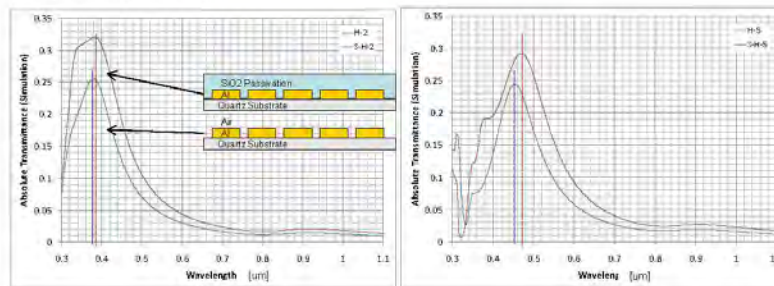 Absolute Transmittance (Simulation)
0.35
0.3
0.25
0.2
0.15
0.1
0.05
0
0.3 0.4 0.5 0.6 0.7 0.8 0.9 1 1.1
Wavelength [um]
H-2
S-H-2
SiO2 Passivation
Al
Quartz Substrate
Air
Al
Quartz Substrate
Absolute Transmittance (Simulation)
0.35
0.3
0.25
0.2
0.15
0.1
0.05
0
0.3 0.4 0.5 0.6 0.7 0.8 0.9 1 1.1
Waveleng [um]
H-5
S-H-5